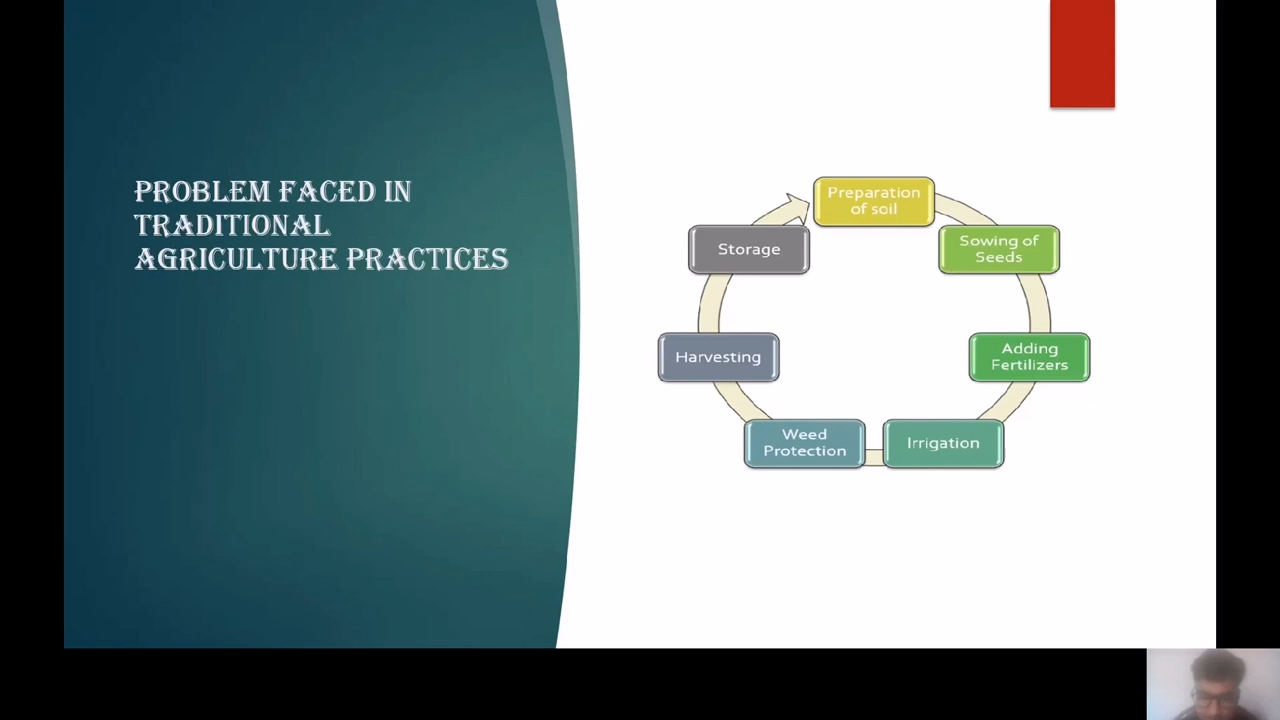 PROBLEM FACED IN
TRADITIONAL
AGRICULTURE PRACTICES
Preparation
of soil
Sowing of
Seeds
Adding
Fertilizers
Irrigation
Weed
Protection
Harvesting
Storage